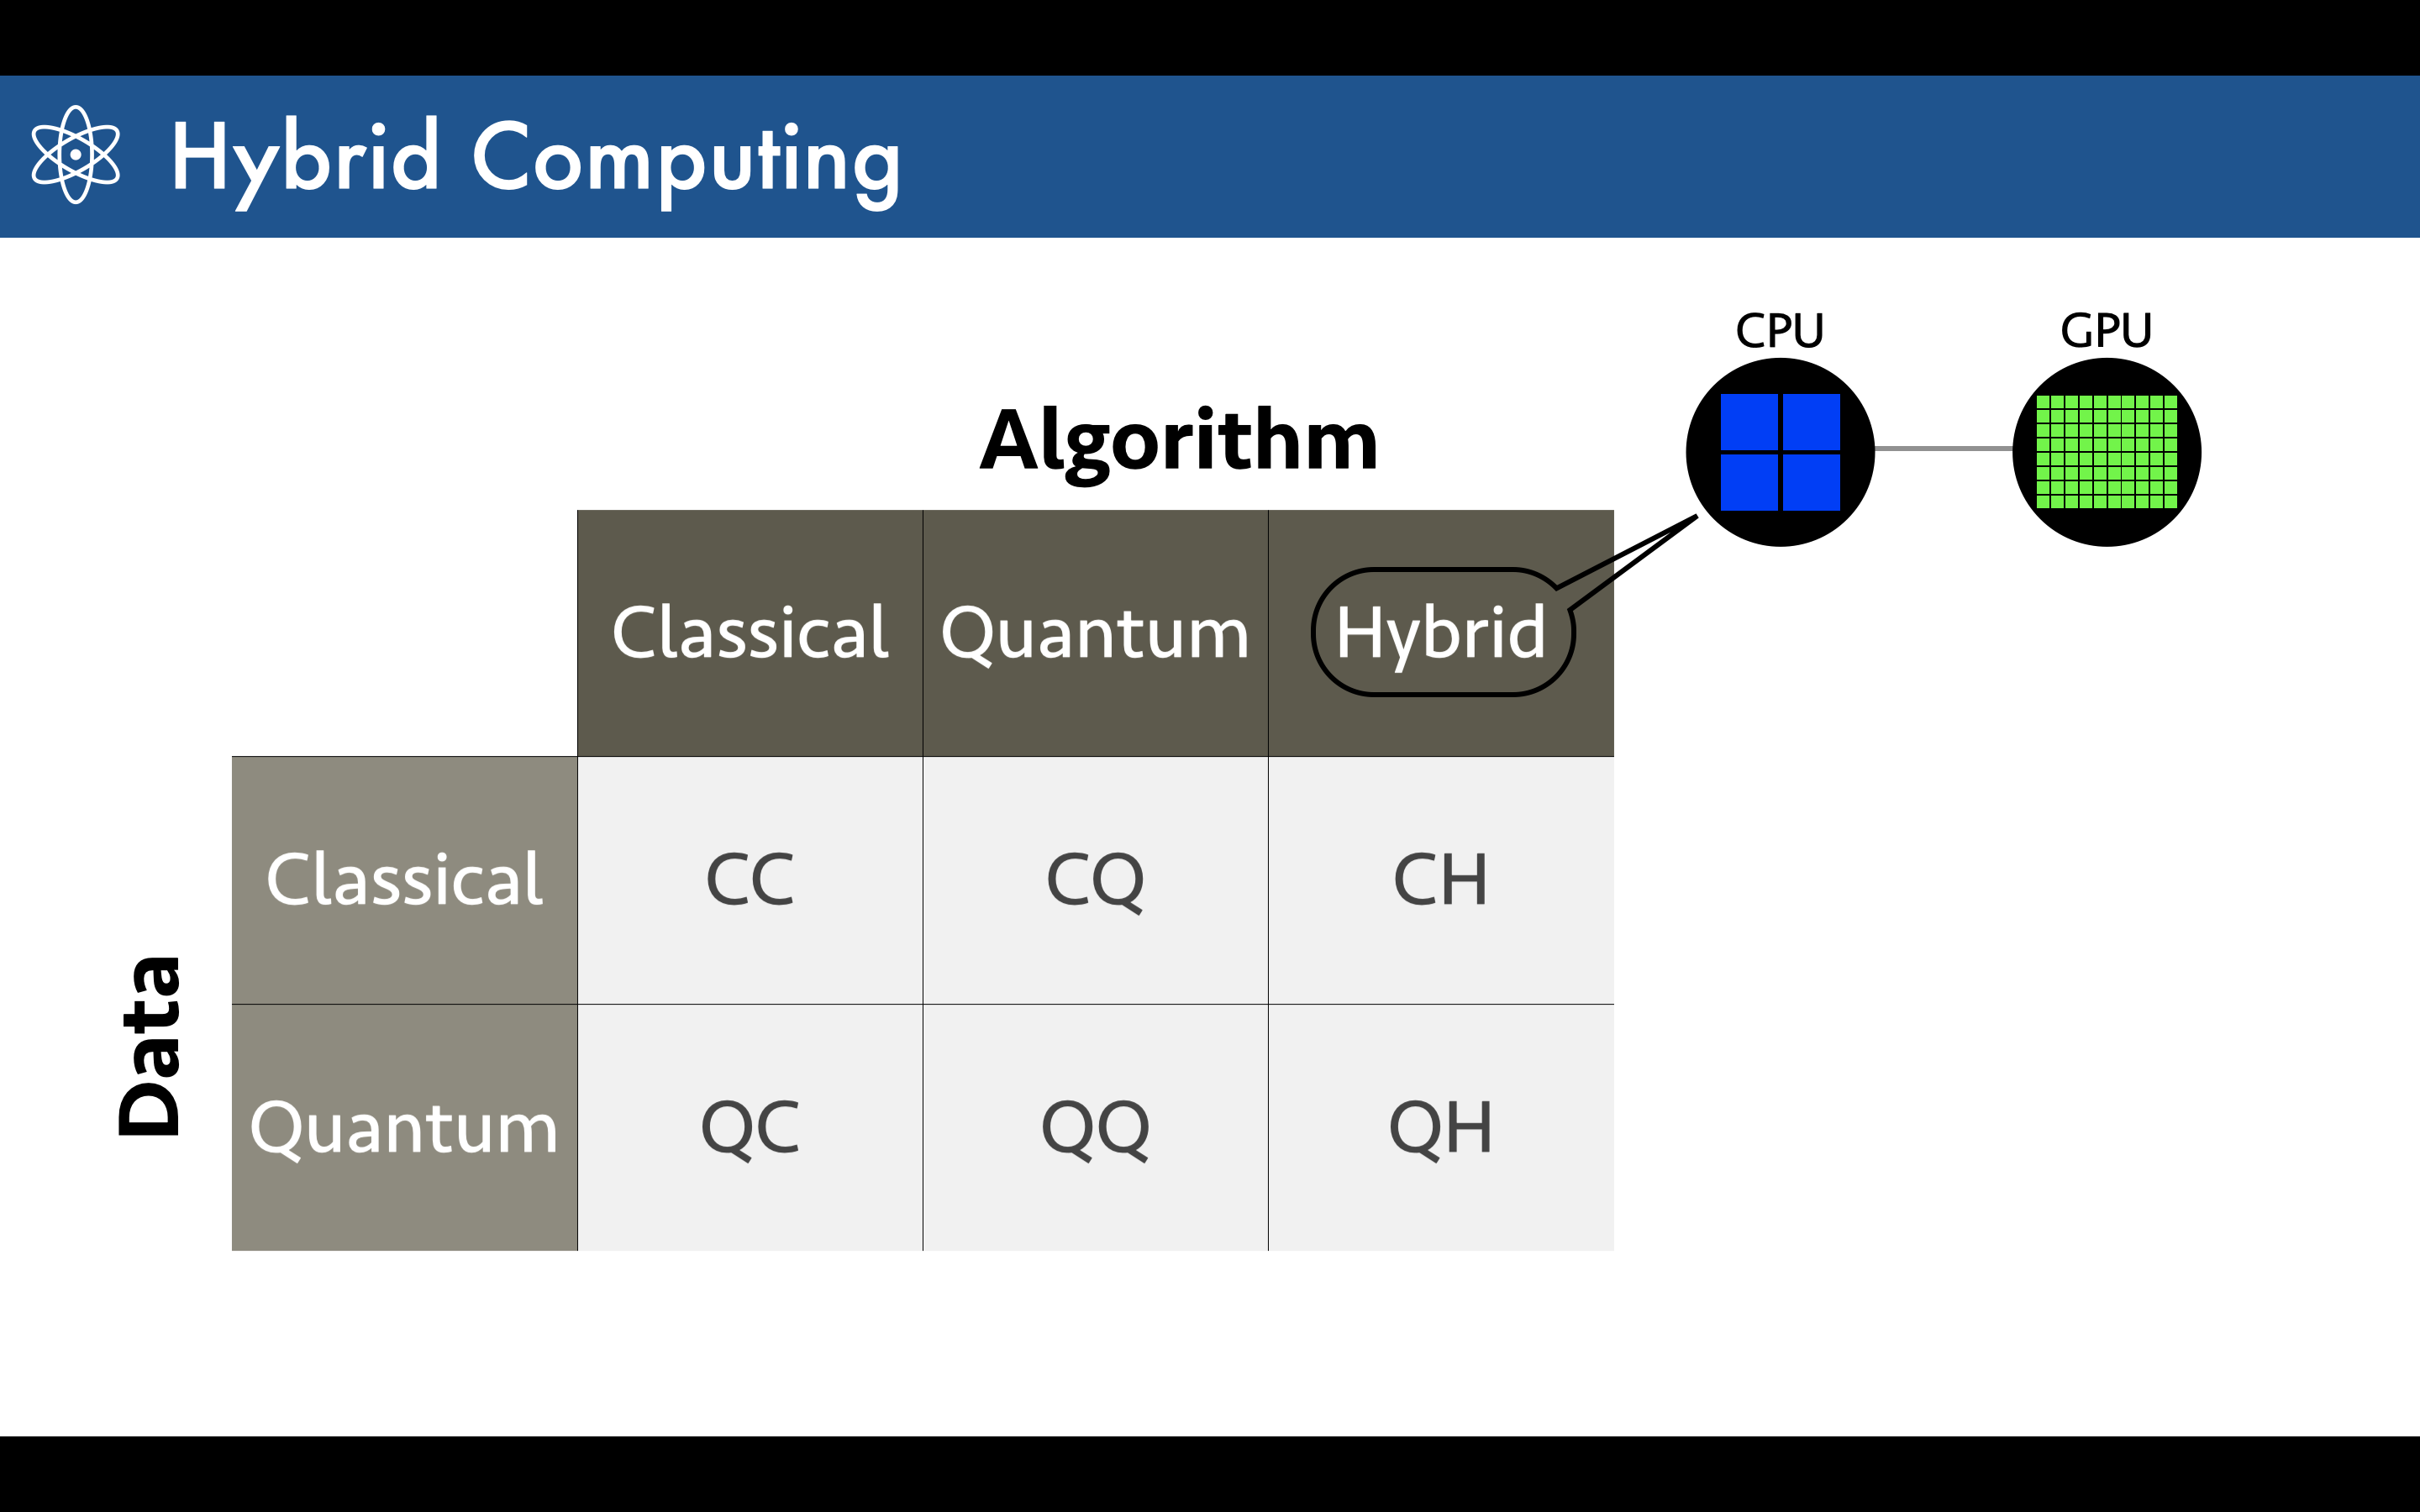 Hybrid Computing
CPU GPU
Algorithm
Classical Quantum Hybrid
Data
Classical CC CQ CH
Quantum QC QQ QH